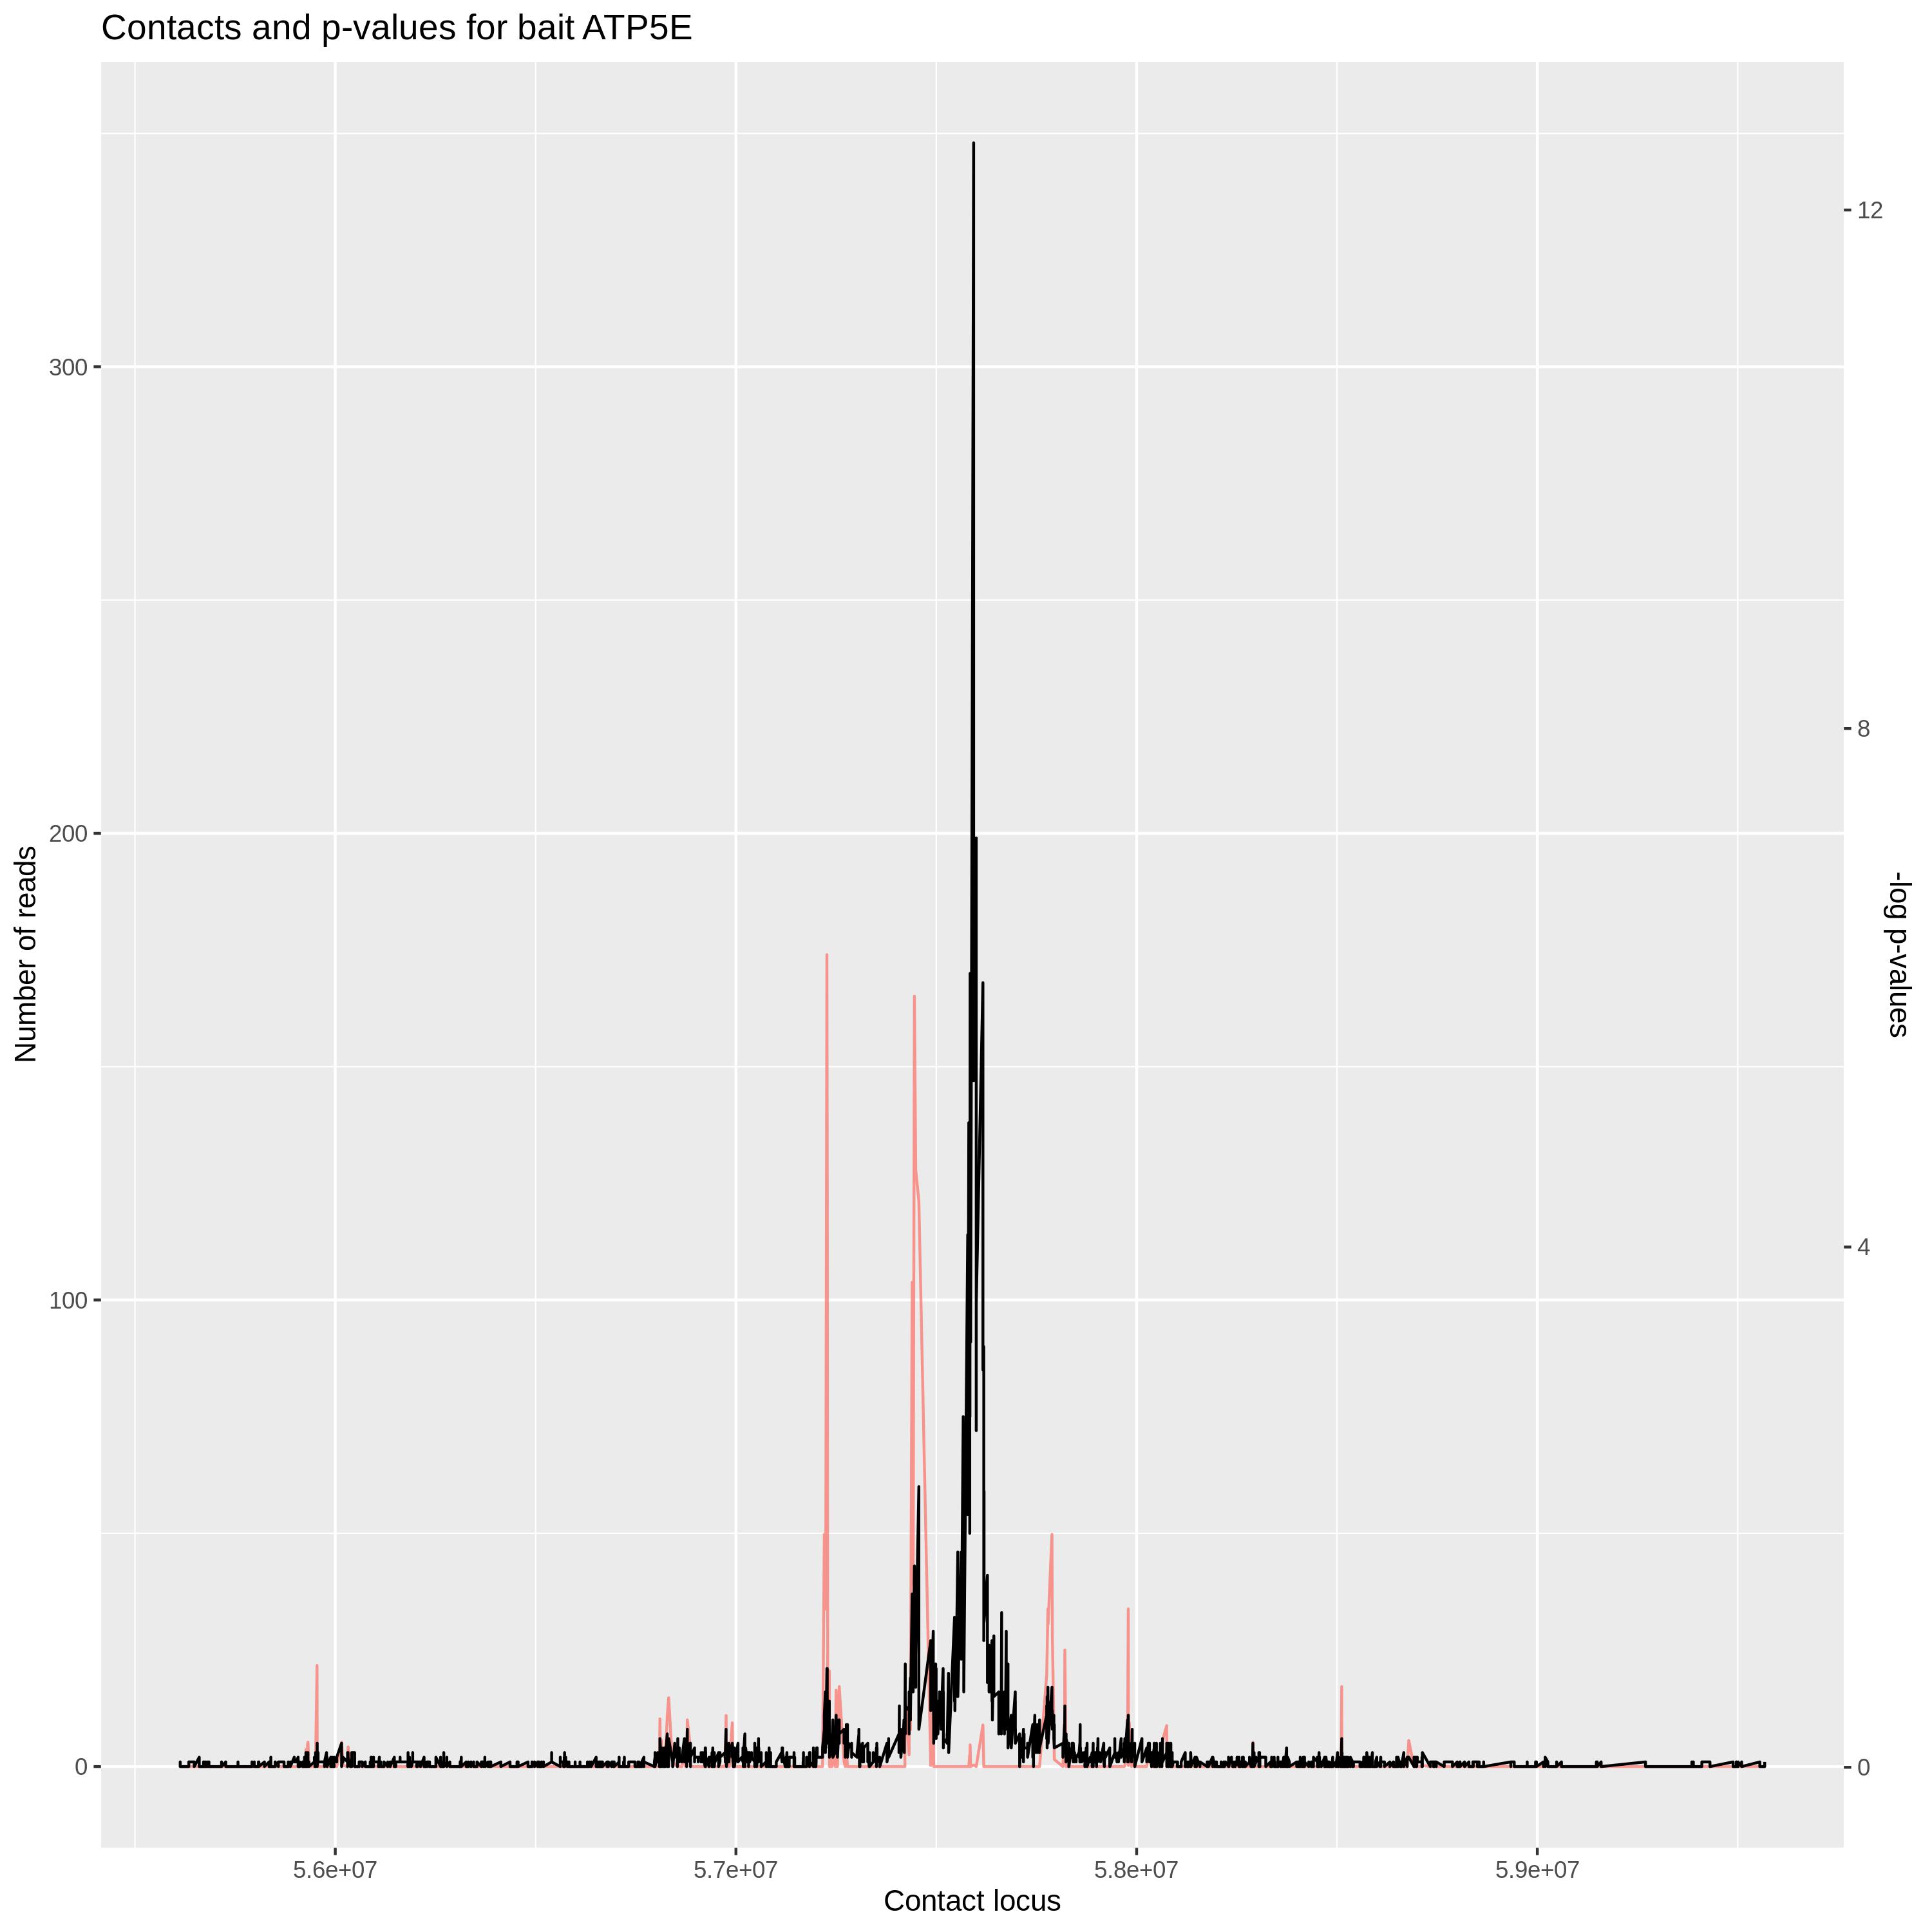 Contacts and p-values for bait ATP5E
300
200
100
0
Number of reads
12
8
4
0
-log p-values
5.6e+07
5.7e+07
5.8e+07
5.9e+07
Contact locus